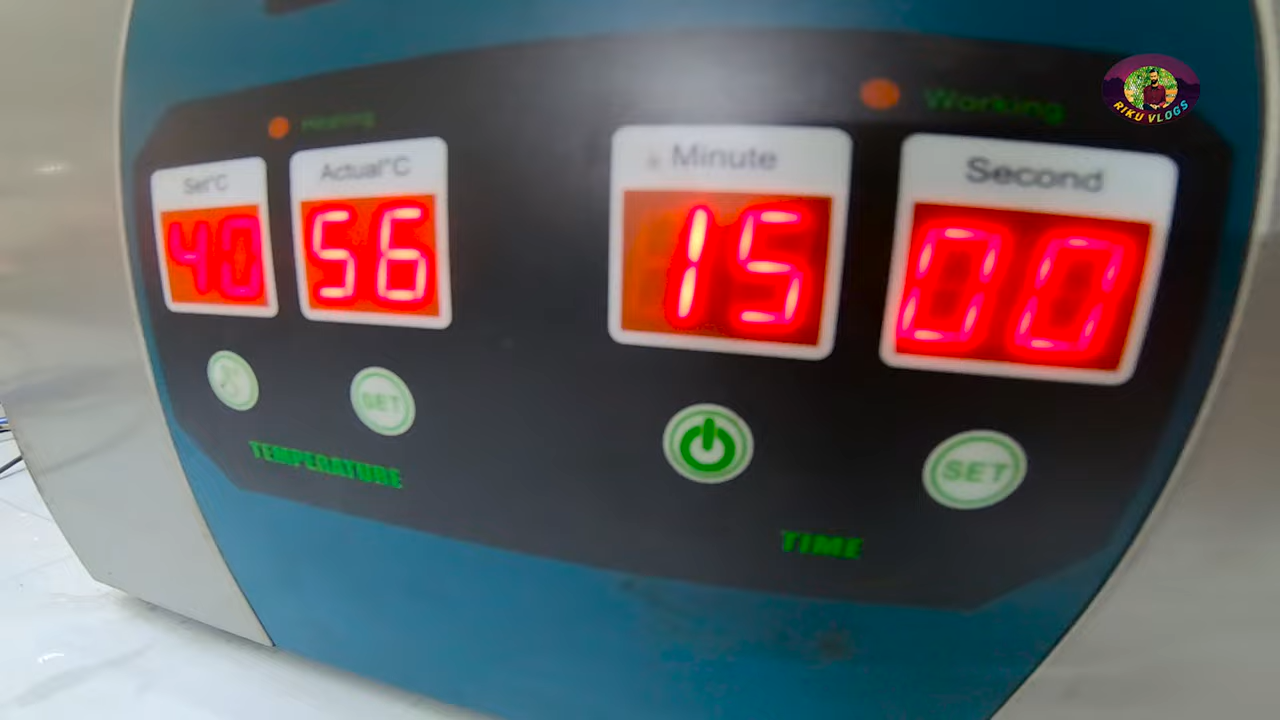 Heating
Working
Set°C
Actual°C
Minute
Second
40
56
15
00
SET
SET
TEMPERATURE
TIME
RIKU VLOGS